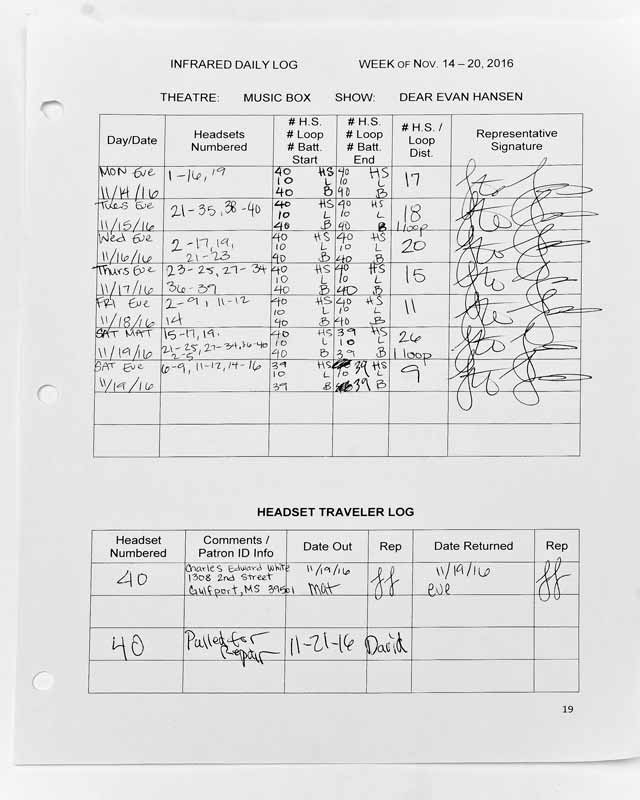 INFRARED DAILY LOG WEEK OF NOV. 14 – 20, 2016
THEATRE: MUSIC BOX SHOW: DEAR EVAN HANSEN
Day/Date
Headsets
Numbered
# H.S.
# Loop
# Batt.
Start
# H.S.
# Loop
# Batt.
End
# H.S. /
Loop
Dist.
Representative
Signature
MON Eve 1-16, 19 40 HS 40 HS 17
10 L 10 L
11/14/16 40 B 40 B
Tues Eve 21-35, 38-40 40 HS 40 HS 18
10 L 10 L
11/15/16 40 B 40 B 1 loop
Wed Eve 2-17, 19, 40 HS 40 HS 20
10 L 10 L
11/16/16 21-23 40 B 40 B
Thurs Eve 23-25, 27-34 40 HS 40 HS 15
10 L 10 L
11/17/16 36-39 40 B 40 B
FRI Eve 2-9, 11-12 40 HS 40 HS 11
10 L 10 L
11/18/16 14 40 B 40 B
SAT MAT 15-17, 19, 40 HS 39 HS 26
21-25, 27-34, 36-40 10 L 10 L
11/19/16 2-5 40 B 39 B 1 loop
SAT Eve 6-9, 11-12, 14-16 39 HS 39 HS 9
10 L 10 L
11/19/16 39 B 39 B
HEADSET TRAVELER LOG
Headset
Numbered
Comments /
Patron ID Info
Date Out
Rep
Date Returned
Rep
40 Charles Edward White 11/19/16 ff 11/19/16 ff
1308 2nd Street Mat eve
Gulfport, MS 39501
40 Pulled for 11-21-16 David
Repair
19